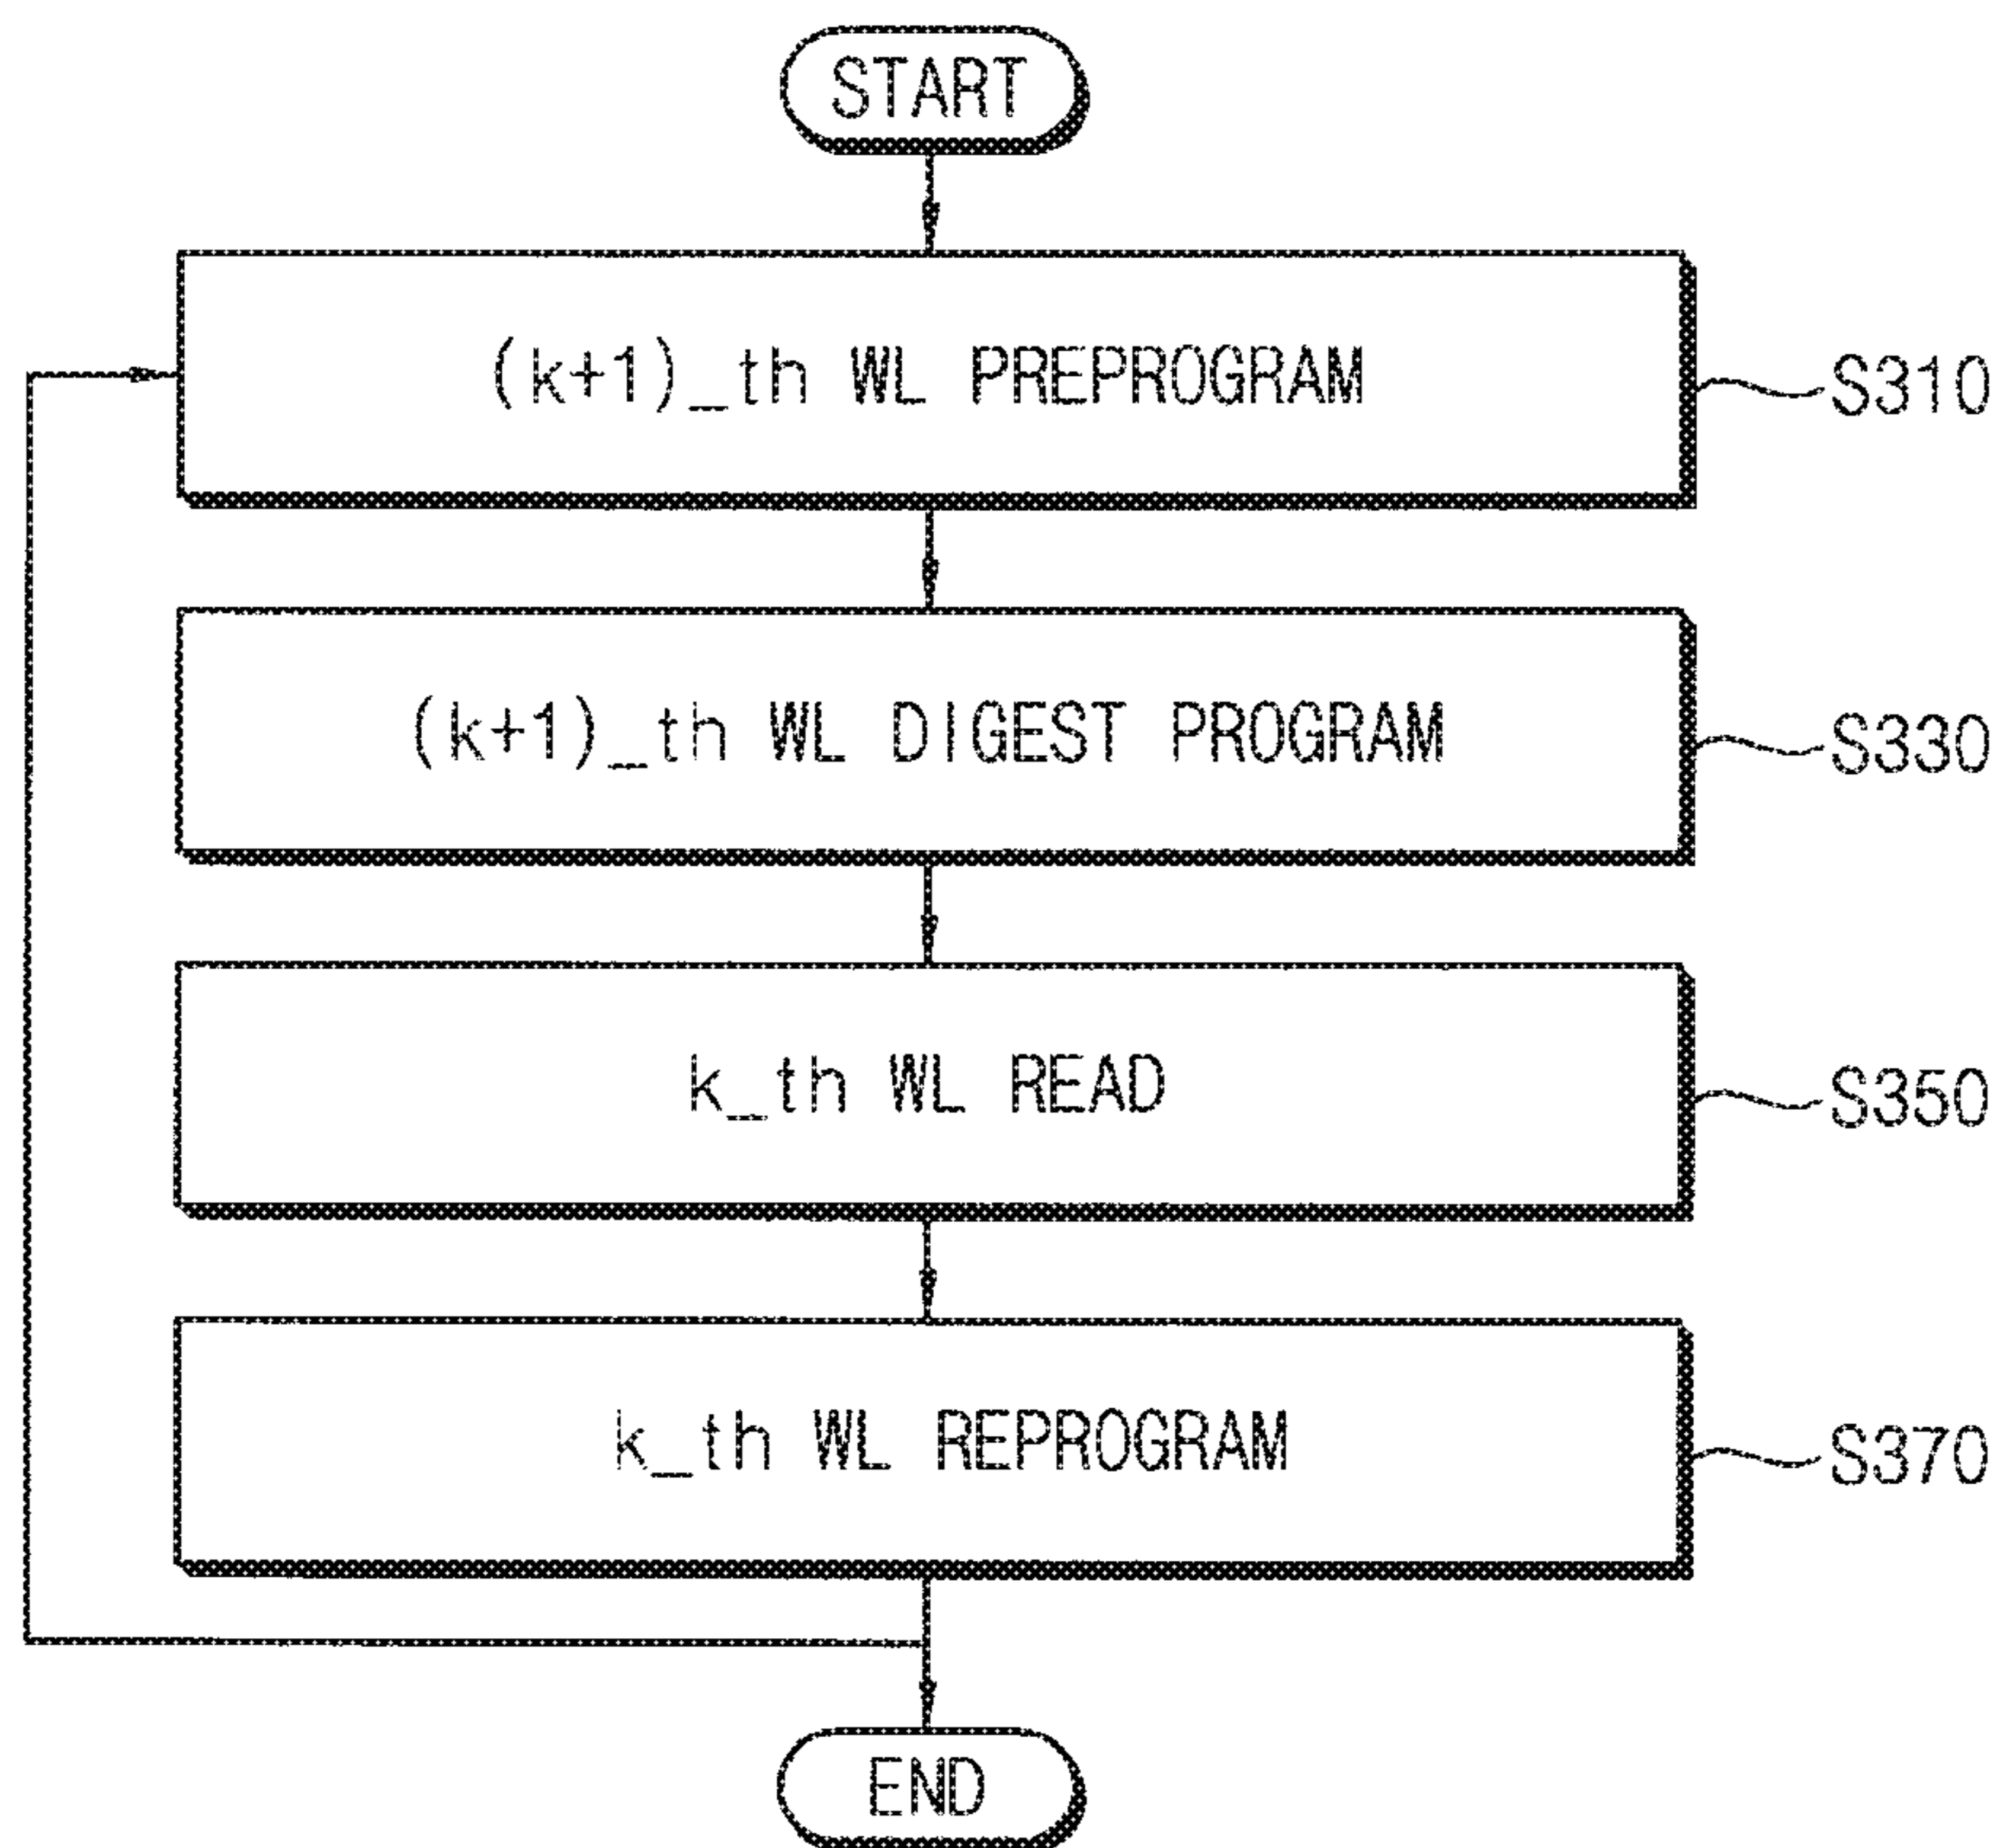 START
(k+1)_th WL PREPROGRAM
S310
(k+1)_th WL DIGEST PROGRAM
S330
k_th WL READ
S350
k_th WL REPROGRAM
S370
END